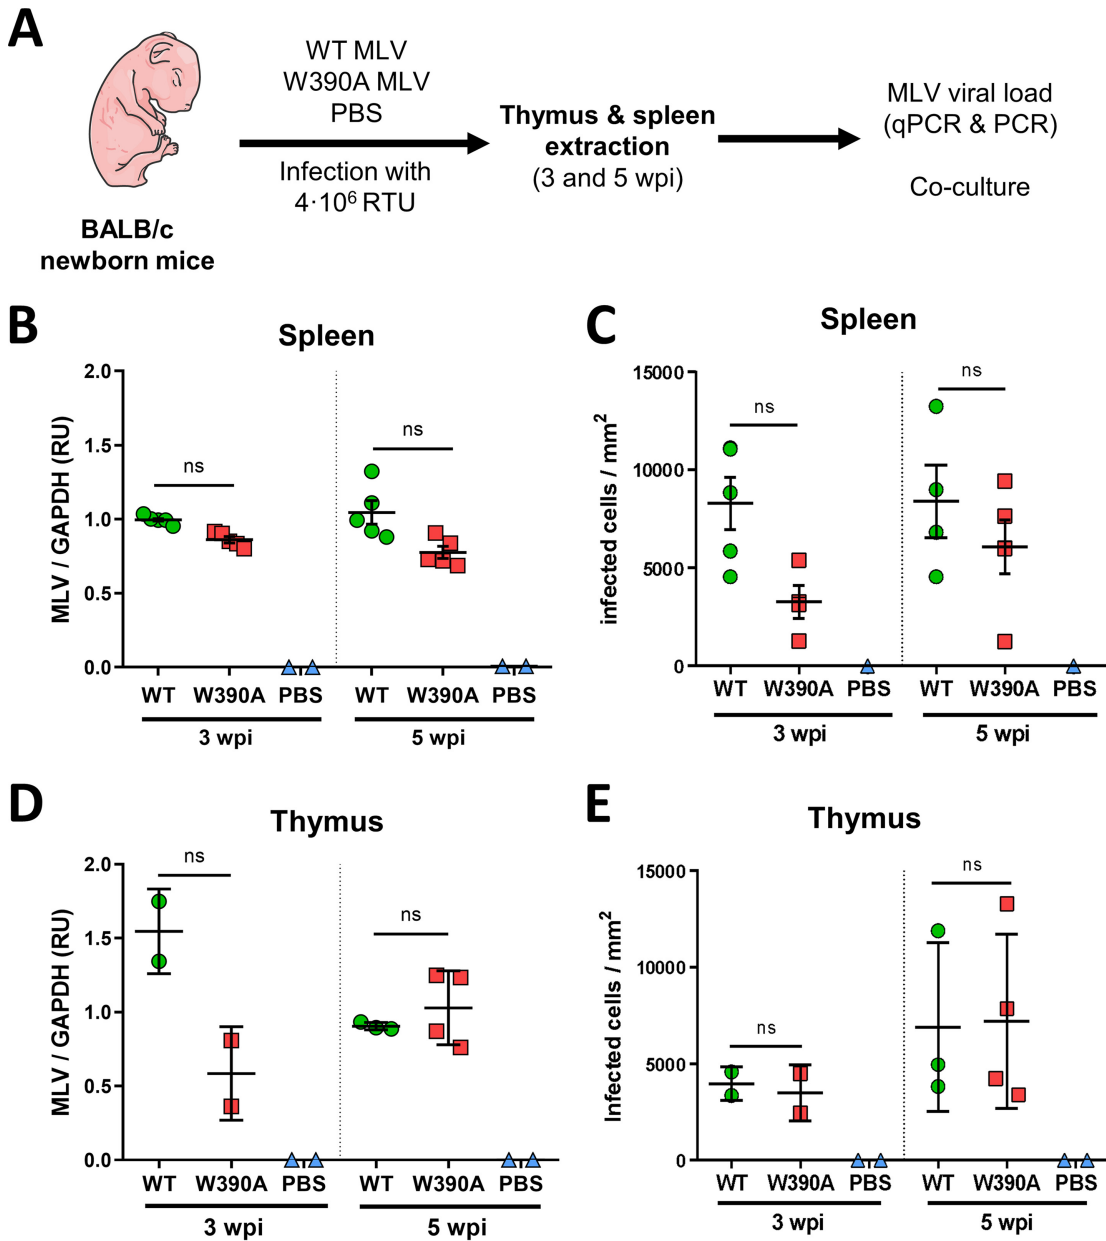 A
WT MLV
W390A MLV
PBS
Infection with
4·10⁶ RTU
BALB/c
newborn mice
Thymus & spleen
extraction
(3 and 5 wpi)
MLV viral load
(qPCR & PCR)
Co-culture
B
Spleen
MLV / GAPDH (RU)
2.0
1.5
1.0
0.5
0.0
ns
ns
WT W390A PBS WT W390A PBS
3 wpi 5 wpi
C
Spleen
infected cells / mm²
15000
10000
5000
0
ns
ns
WT W390A PBS WT W390A PBS
3 wpi 5 wpi
D
Thymus
MLV / GAPDH (RU)
2.0
1.5
1.0
0.5
0.0
ns
ns
WT W390A PBS WT W390A PBS
3 wpi 5 wpi
E
Thymus
Infected cells / mm²
15000
10000
5000
0
ns
ns
WT W390A PBS WT W390A PBS
3 wpi 5 wpi